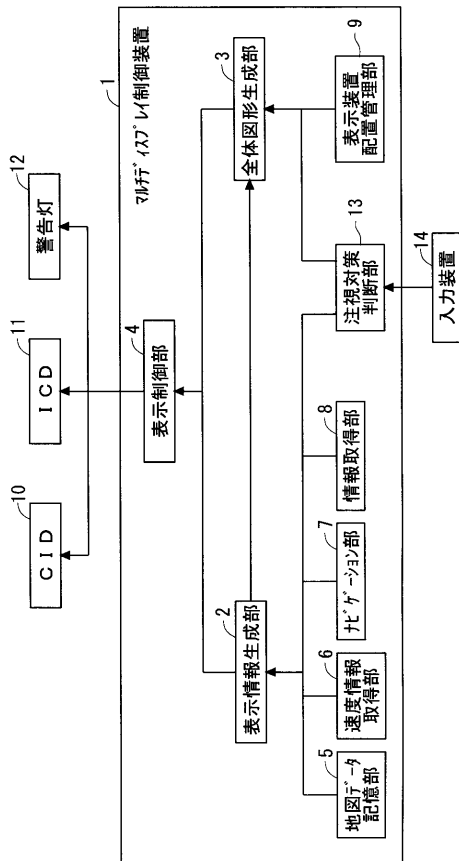 10
CID
11
ICD
12
警告灯
1
マルチディスプレイ制御装置
4
表示制御部
2
表示情報生成部
3
全体図形生成部
5
地図データ
記憶部
6
速度情報
取得部
7
ナビゲーション部
8
情報取得部
13
注視対策
判断部
9
表示装置
配置管理部
14
入力装置